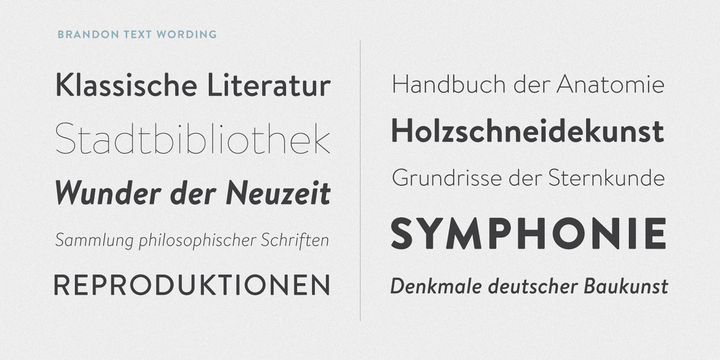 BRANDON TEXT WORDING
Klassische Literatur
Stadtbibliothek
Wunder der Neuzeit
Sammlung philosophischer Schriften
REPRODUKTIONEN
Handbuch der Anatomie
Holzschneidekunst
Grundrisse der Sternkunde
SYMPHONIE
Denkmale deutscher Baukunst